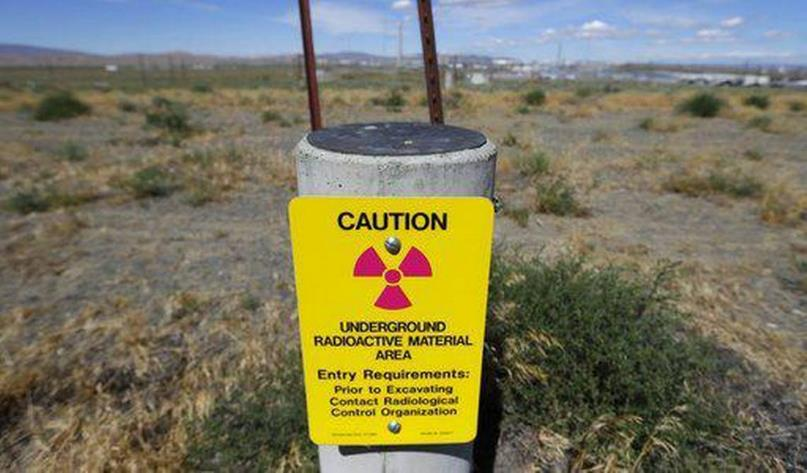 CAUTION
UNDERGROUND
RADIOACTIVE MATERIAL
AREA
Entry Requirements:
Prior to Excavating
Contact Radiological
Control Organization